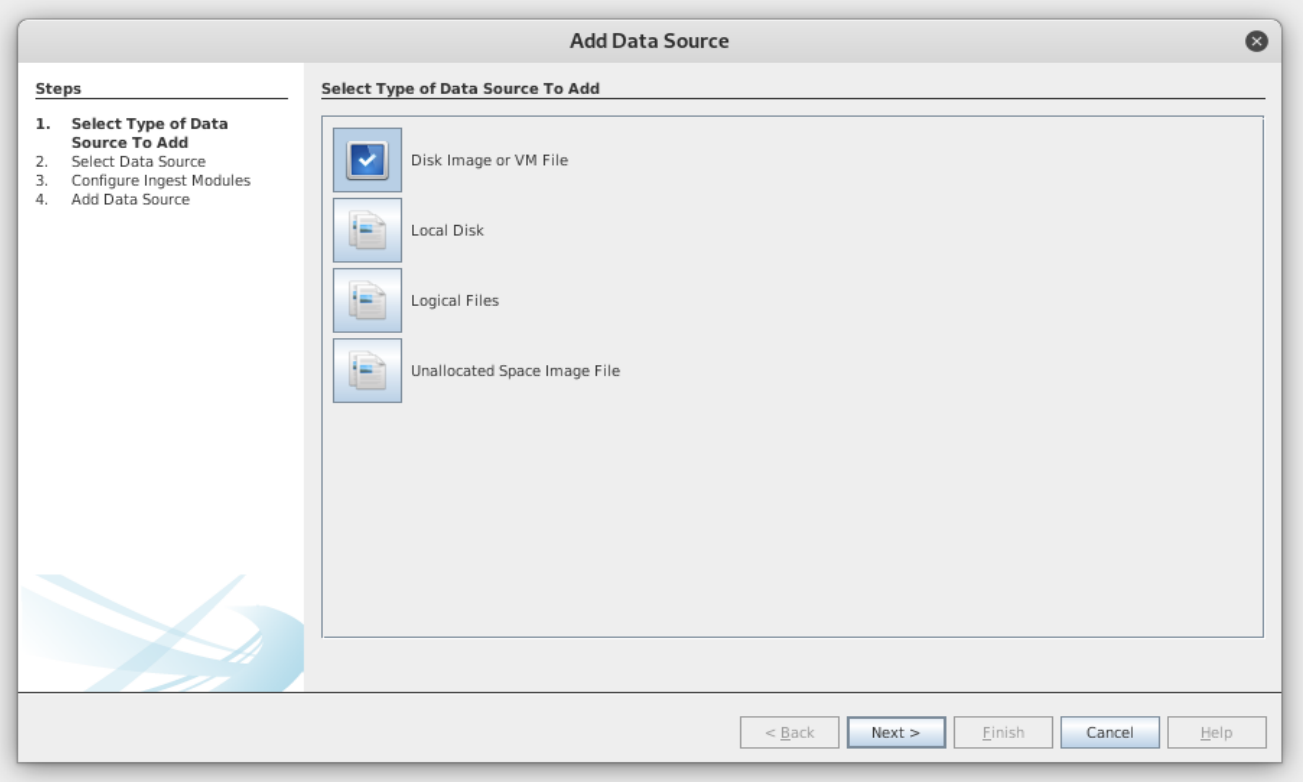 Add Data Source
Steps
1. Select Type of Data
Source To Add
2. Select Data Source
3. Configure Ingest Modules
4. Add Data Source
Select Type of Data Source To Add
Disk Image or VM File
Local Disk
Logical Files
Unallocated Space Image File
< Back
Next >
Finish
Cancel
Help